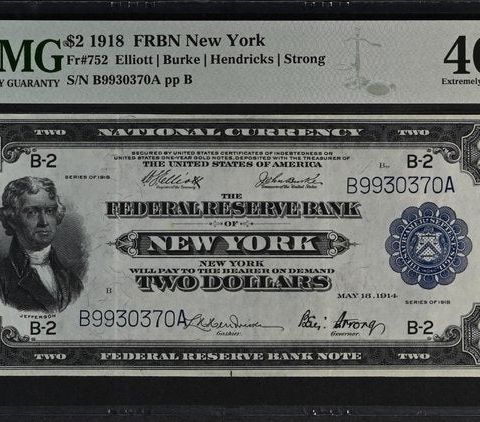 MG $2 1918 FRBN New York 40
Fr#752 Elliott | Burke | Hendricks | Strong Extremely
Y GUARANTY S/N B9930370A pp B
TWO NATIONAL CURRENCY TWO
SECURED BY UNITED STATES CERTIFICATES OF INDEBTEDNESS OR
UNITED STATES ONE-YEAR GOLD NOTES, DEPOSITED WITH THE TREASURER OF
B-2 THE UNITED STATES OF AMERICA B-2
SERIES OF 1918
B9930370A
THE
FEDERAL RESERVE BANK
OF
NEW YORK
NEW YORK
WILL PAY TO THE BEARER ON DEMAND
B TWO DOLLARS
MAY 18, 1914
SERIES OF 1918
JEFFERSON
B-2 B9930370A B-2
Cashier. Governor.
TWO FEDERAL RESERVE BANK NOTE TWO